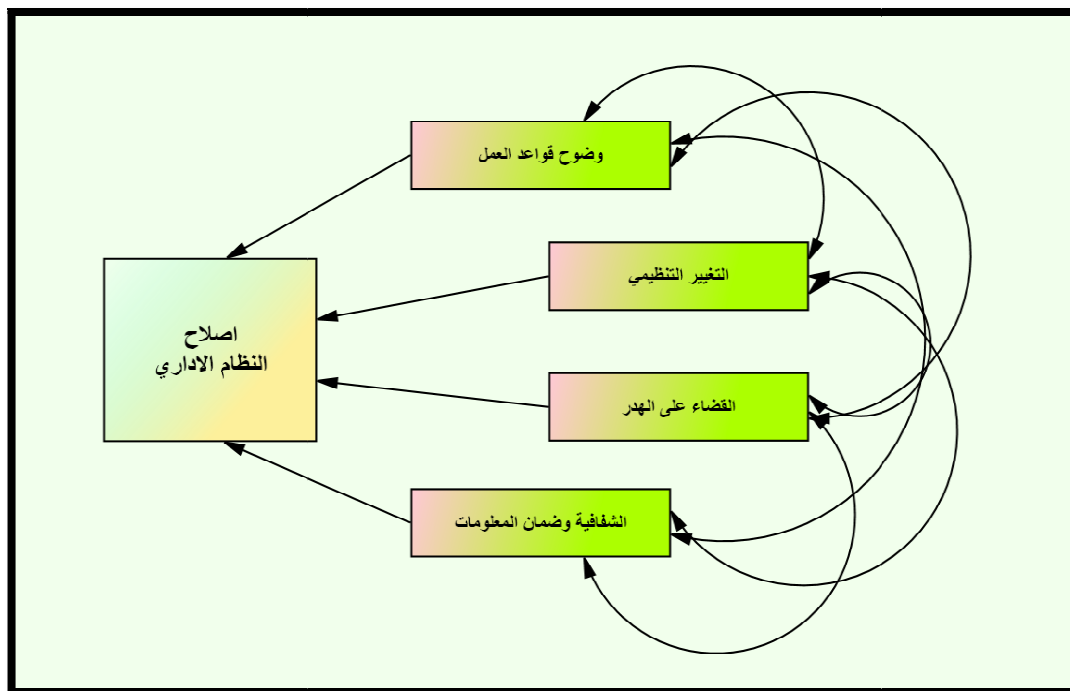 وضوح قواعد العمل
التغيير التنظيمي
اصلاح
النظام الاداري
القضاء على الهدر
الشفافية وضمان المعلومات